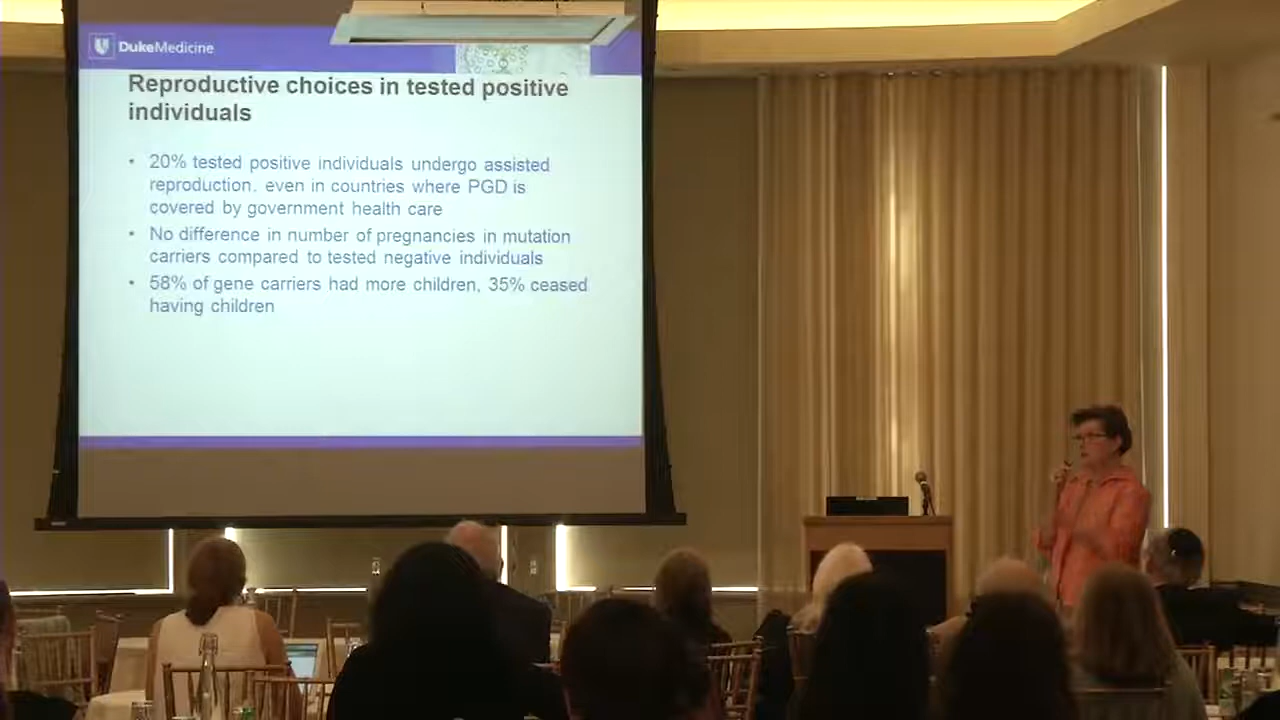 DukeMedicine
Reproductive choices in tested positive
individuals
• 20% tested positive individuals undergo assisted
reproduction, even in countries where PGD is
covered by government health care
• No difference in number of pregnancies in mutation
carriers compared to tested negative individuals
• 58% of gene carriers had more children, 35% ceased
having children